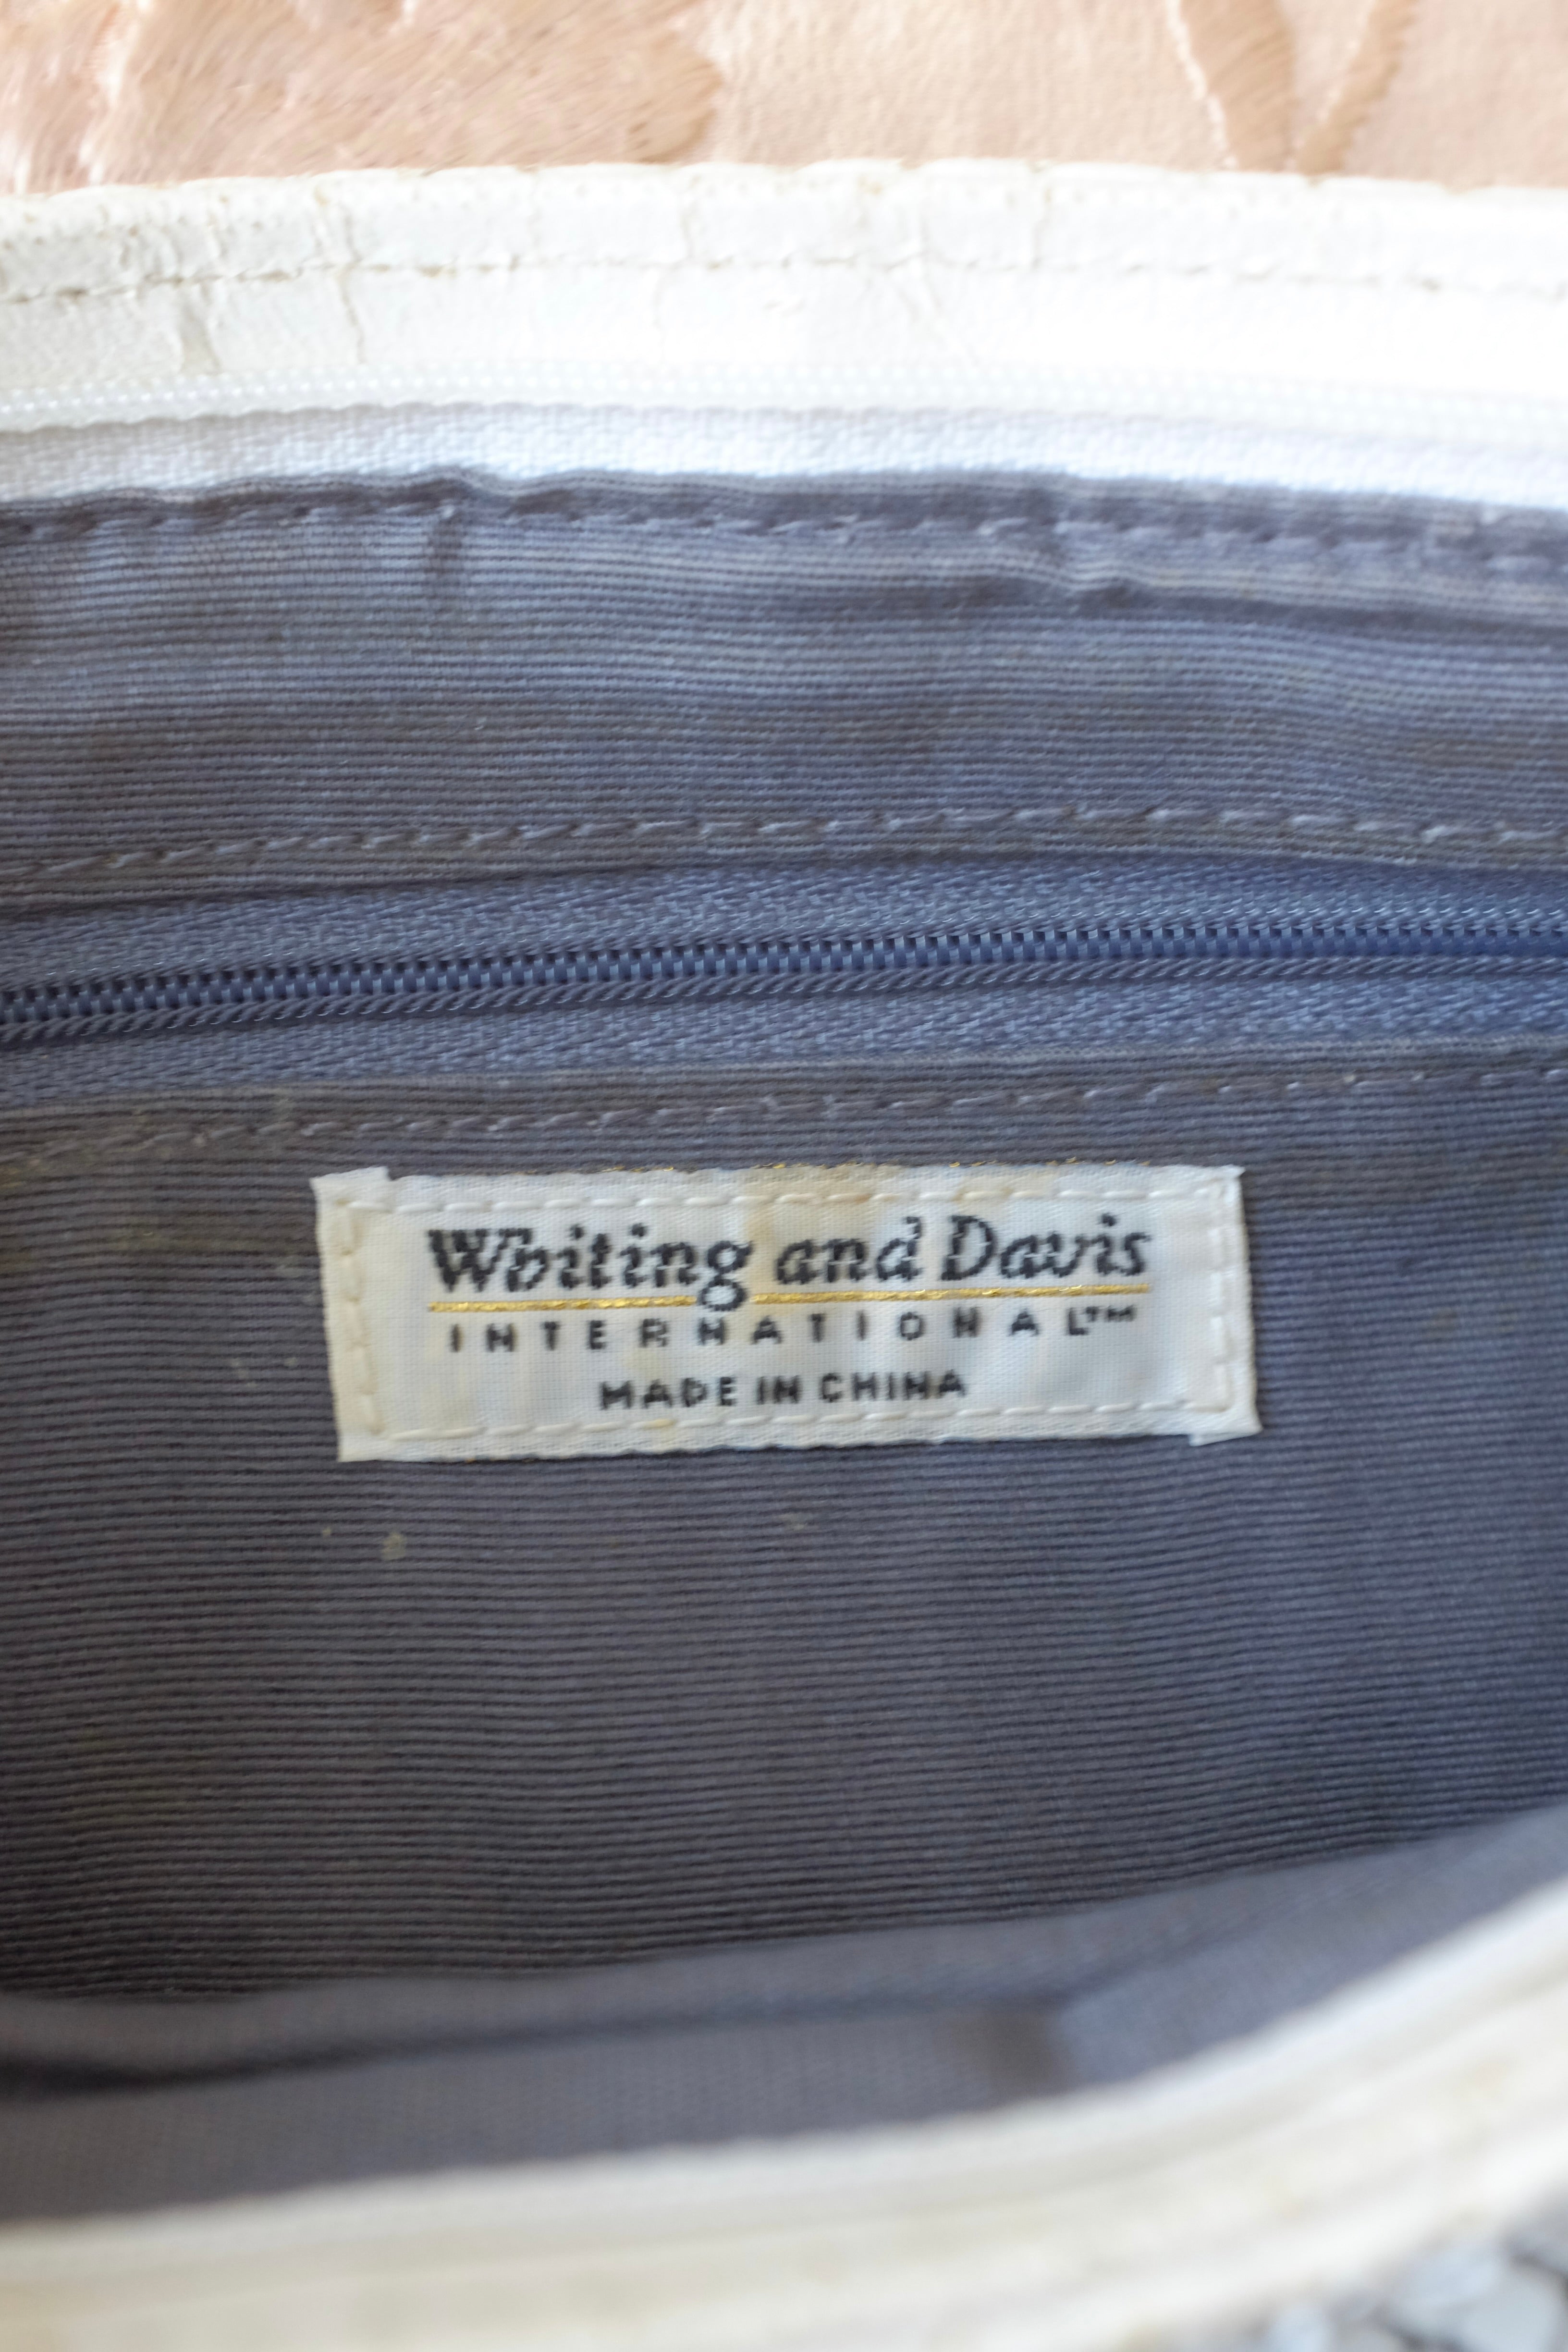 Whiting and Davis
INTERNATIONAL™
MADE IN CHINA